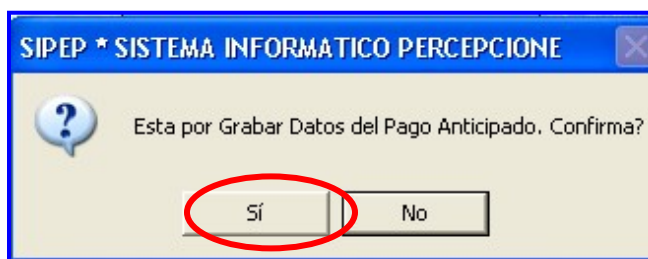 SIPEP * SISTEMA INFORMATICO PERCEPCIONE
Esta por Grabar Datos del Pago Anticipado. Confirma?
Sí No